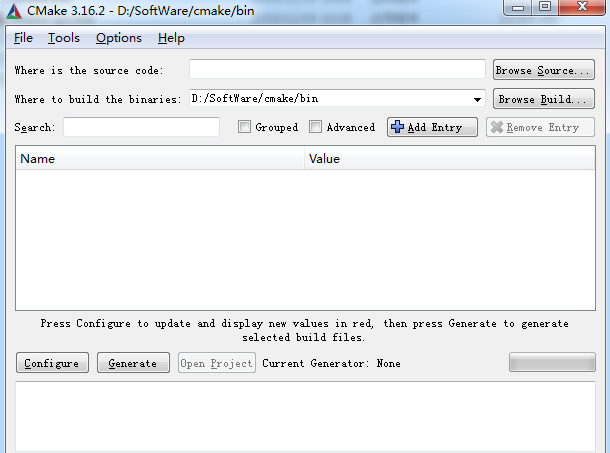 CMake 3.16.2 - D:/SoftWare/cmake/bin
File Tools Options Help
Where is the source code: Browse Source...
Where to build the binaries: D:/SoftWare/cmake/bin Browse Build...
Search: Grouped Advanced Add Entry Remove Entry
Name Value
Press Configure to update and display new values in red, then press Generate to generate
selected build files.
Configure Generate Open Project Current Generator: None